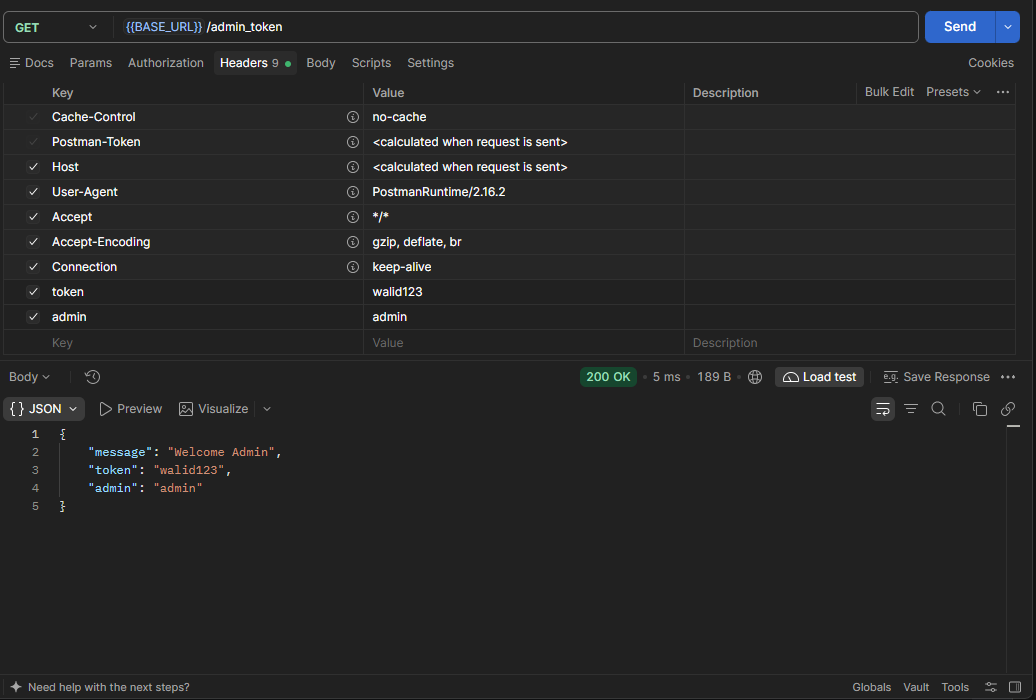 GET {{BASE_URL}} /admin_token Send
Docs Params Authorization Headers 9 Body Scripts Settings Cookies
Key Value Description Bulk Edit Presets
Cache-Control no-cache
Postman-Token <calculated when request is sent>
Host <calculated when request is sent>
User-Agent PostmanRuntime/2.16.2
Accept */*
Accept-Encoding gzip, deflate, br
Connection keep-alive
token walid123
admin admin
Key Value Description
Body 200 OK 5 ms 189 B Load test e.g. Save Response
{} JSON Preview Visualize
1 {
2 "message": "Welcome Admin",
3 "token": "walid123",
4 "admin": "admin"
5 }
Need help with the next steps? Globals Vault Tools